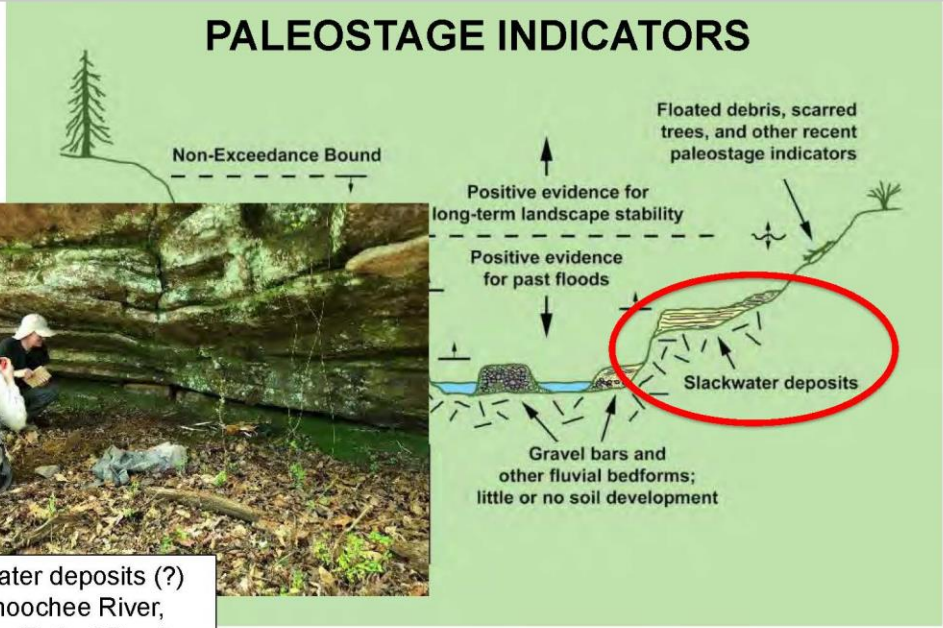 PALEOSTAGE INDICATORS
Floated debris, scarred
trees, and other recent
paleostage indicators
Non-Exceedance Bound
Positive evidence for
long-term landscape stability
Positive evidence
for past floods
Slackwater deposits
Gravel bars and
other fluvial bedforms;
little or no soil development
deposits (?)
River,